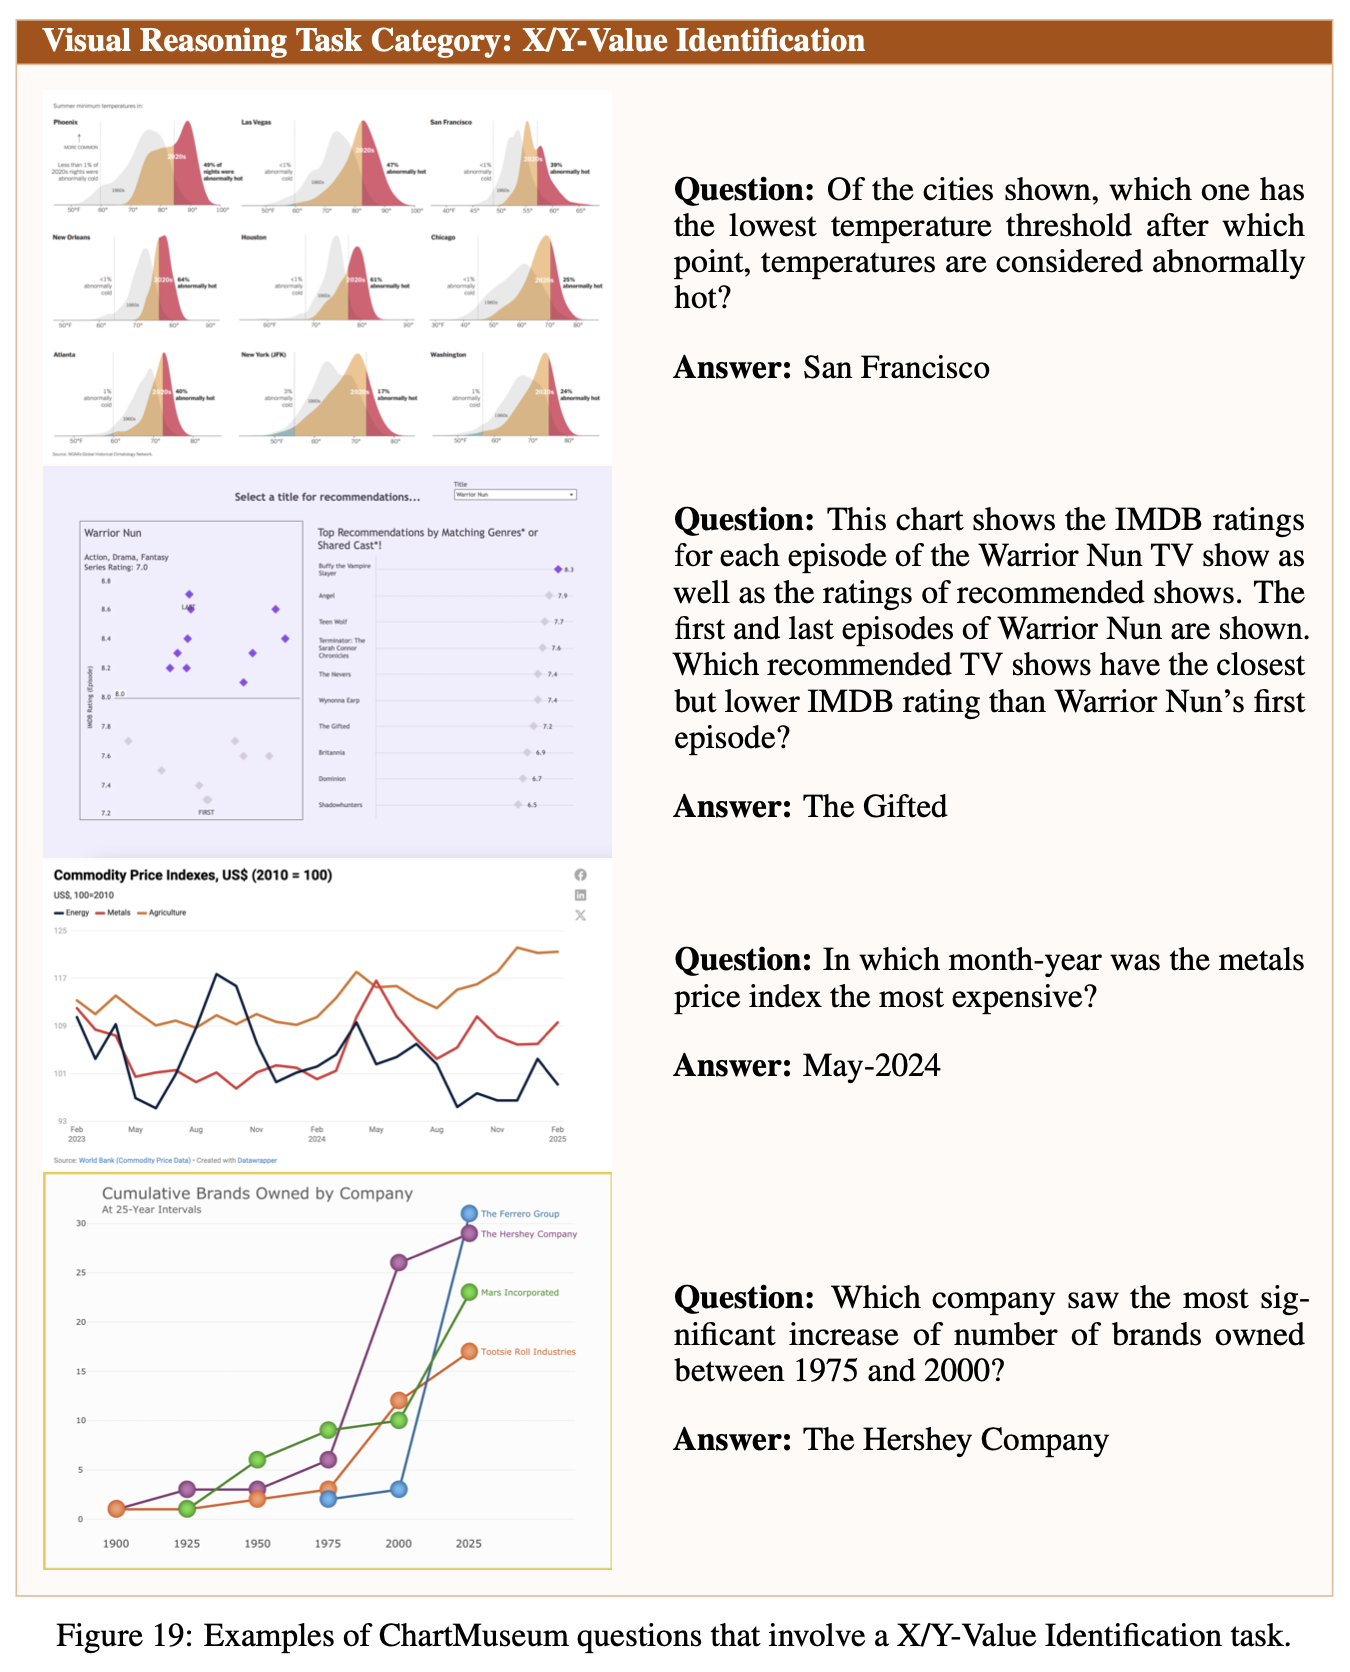 Visual Reasoning Task Category: X/Y-Value Identification
Summer minimum temperatures in:
Phoenix
MORE COMMON
Less than 1% of
2020s nights were
abnormally cold
1960s
2020s
49% of
nights were
abnormally hot
50°F 60° 70° 80° 90° 100°
Las Vegas
<1%
abnormally
cold
1960s
2020s
47%
abnormally hot
50°F 60° 70° 80° 90° 100°
San Francisco
<1%
abnormally
cold
1960s
2020s
39%
abnormally hot
40°F 45° 50° 55° 60° 65°
New Orleans
<1%
abnormally
cold
1960s
2020s
64%
abnormally hot
50°F 60° 70° 80° 90°
Houston
<1%
abnormally
cold
1960s
2020s
61%
abnormally hot
60°F 70° 80° 90°
Chicago
<1%
abnormally
cold
1960s
2020s
25%
abnormally hot
30°F 40° 50° 60° 70° 80°
Atlanta
1%
abnormally
cold
1960s
2020s
40%
abnormally hot
50°F 60° 70° 80°
New York (JFK)
3%
abnormally
cold
1960s
2020s
17%
abnormally hot
50°F 60° 70° 80°
Washington
1%
abnormally
cold
1960s
2020s
24%
abnormally hot
50°F 60° 70° 80°
Source: NOAA's Global Historical Climatology Network.
Question: Of the cities shown, which one has
the lowest temperature threshold after which
point, temperatures are considered abnormally
hot?
Answer: San Francisco
Select a title for recommendations...
Title
Warrior Nun
Warrior Nun
Action, Drama, Fantasy
Series Rating: 7.0
IMDB Rating (Episode)
8.8
8.6
8.4
8.2
8.0
7.8
7.6
7.4
7.2
8.0
LAST
FIRST
Top Recommendations by Matching Genres* or
Shared Cast*!
Buffy the Vampire
Slayer
8.3
Angel
7.9
Teen Wolf
7.7
Terminator: The
Sarah Connor
Chronicles
7.6
The Nevers
7.4
Wynonna Earp
7.4
The Gifted
7.2
Britannia
6.9
Dominion
6.7
Shadowhunters
6.5
Question: This chart shows the IMDB ratings
for each episode of the Warrior Nun TV show as
well as the ratings of recommended shows. The
first and last episodes of Warrior Nun are shown.
Which recommended TV shows have the closest
but lower IMDB rating than Warrior Nun's first
episode?
Answer: The Gifted
Commodity Price Indexes, US$ (2010 = 100)
US$, 100=2010
Energy Metals Agriculture
125
117
109
101
93
Feb May Aug Nov Feb May Aug Nov Feb
2023 2024 2025
Source: World Bank (Commodity Price Data) • Created with Datawrapper
Question: In which month-year was the metals
price index the most expensive?
Answer: May-2024
Cumulative Brands Owned by Company
At 25-Year Intervals
30
25
20
15
10
5
0
The Ferrero Group
The Hershey Company
Mars Incorporated
Tootsie Roll Industries
1900 1925 1950 1975 2000 2025
Question: Which company saw the most sig-
nificant increase of number of brands owned
between 1975 and 2000?
Answer: The Hershey Company
Figure 19: Examples of ChartMuseum questions that involve a X/Y-Value Identification task.